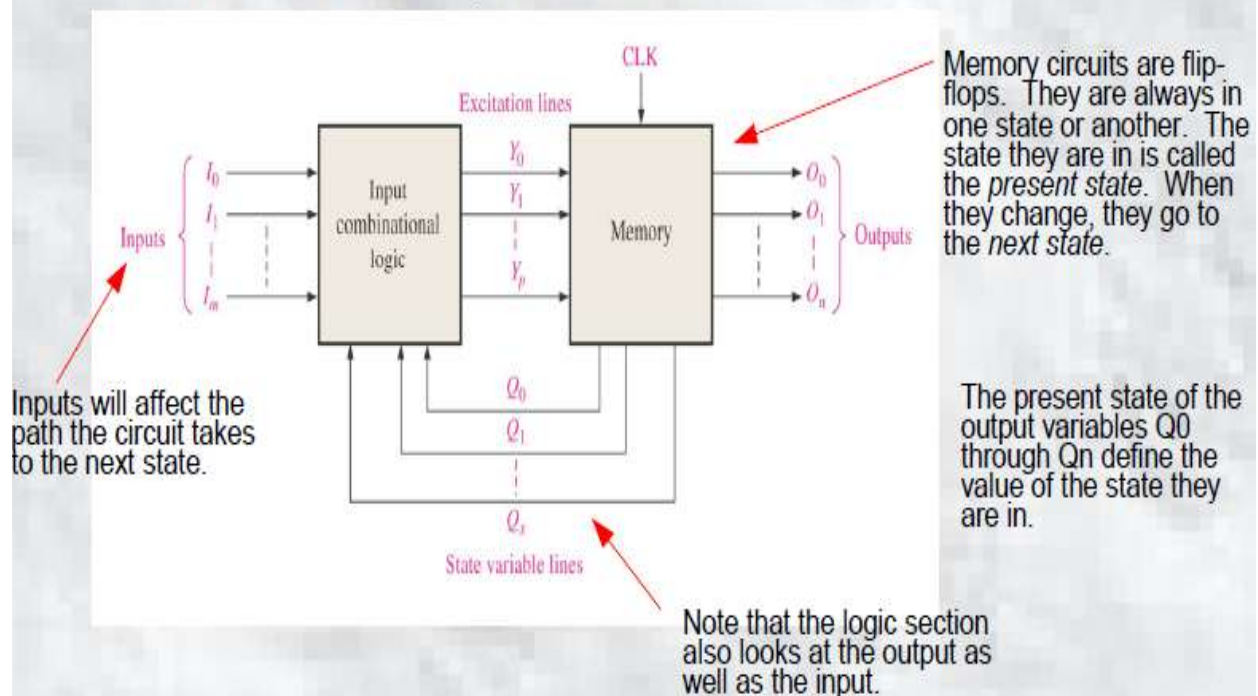 CLK
Excitation lines
Inputs
I0
I1
Im
Input
combinational
logic
Y0
Y1
Yp
Memory
O0
O1
On
Outputs
Q0
Q1
Qx
State variable lines
Memory circuits are flip-
flops. They are always in
one state or another. The
state they are in is called
the present state. When
they change, they go to
the next state.
Inputs will affect the
path the circuit takes
to the next state.
The present state of the
output variables Q0
through Qn define the
value of the state they
are in.
Note that the logic section
also looks at the output as
well as the input.